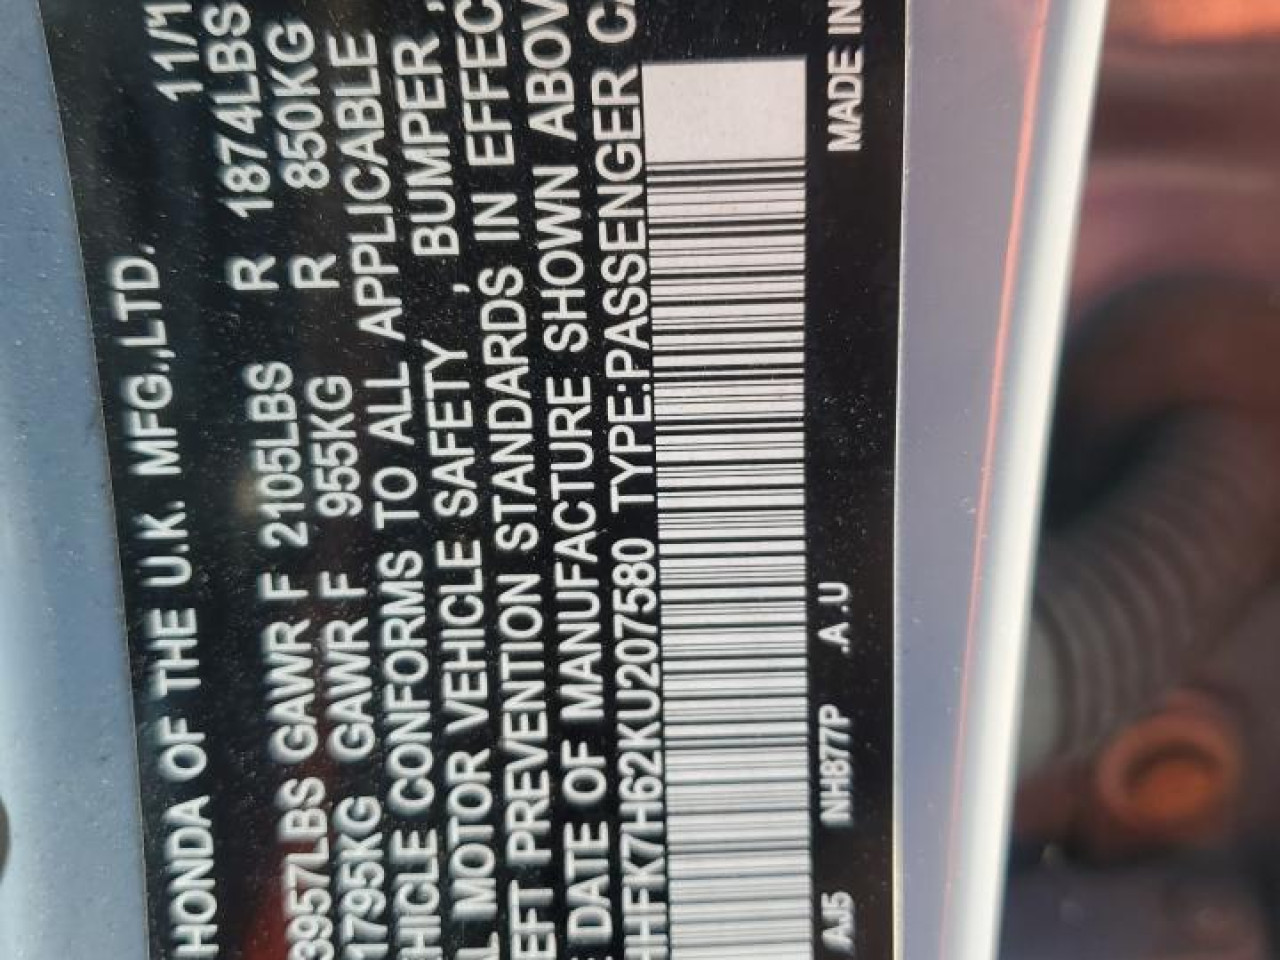 HONDA OF THE U.K. MFG.,LTD. 11/1
3957LBS GAWR F 2105LBS R 1874LBS
1795KG GAWR F 955KG R 850KG
HICLE CONFORMS TO ALL APPLICABLE
L MOTOR VEHICLE SAFETY , BUMPER ,
EFT PREVENTION STANDARDS IN EFFEC
DATE OF MANUFACTURE SHOWN ABOV
HHFK7H62KU207580 TYPE:PASSENGER CA
AJ5 NH877P .A.U MADE IN